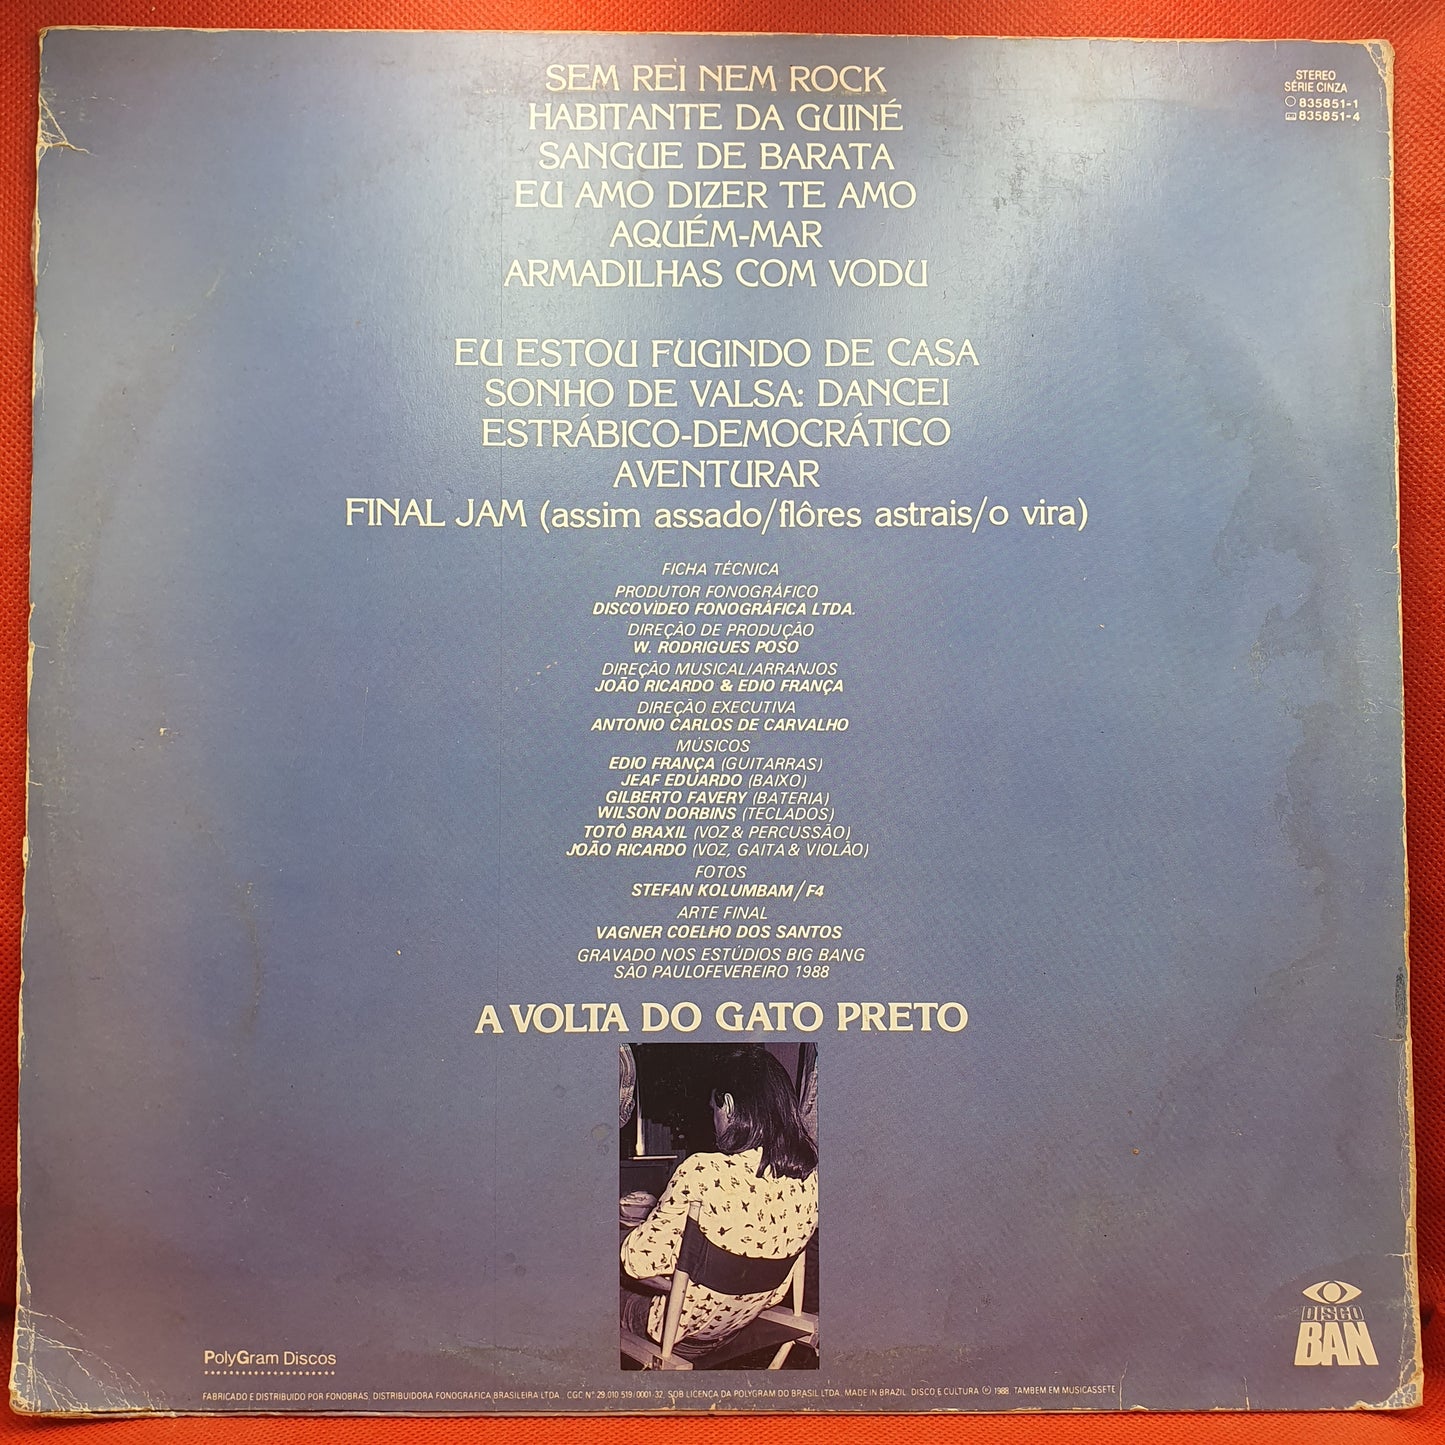 SEM REI NEM ROCK
HABITANTE DA GUINÉ
SANGUE DE BARATA
EU AMO DIZER TE AMO
AQUÉM-MAR
ARMADILHAS COM VODU
STEREO
SÉRIE CINZA
835851-1
835851-4
EU ESTOU FUGINDO DE CASA
SONHO DE VALSA: DANCEI
ESTRÁBICO-DEMOCRÁTICO
AVENTURAR
FINAL JAM (assim assado/flôres astrais/o vira)
FICHA TÉCNICA
PRODUTOR FONOGRÁFICO
DISCOVÍDEO FONOGRÁFICA LTDA.
DIREÇÃO DE PRODUÇÃO
W. RODRIGUES POSO
DIREÇÃO MUSICAL/ARRANJOS
JOÃO RICARDO & EDIO FRANÇA
DIREÇÃO EXECUTIVA
ANTONIO CARLOS DE CARVALHO
MÚSICOS
EDIO FRANÇA (GUITARRAS)
JEAF EDUARDO (BAIXO)
GILBERTO FAVERY (BATERIA)
WILSON DORBINS (TECLADOS)
TOTÔ BRAXIL (VOZ & PERCUSSÃO)
JOÃO RICARDO (VOZ, GAITA & VIOLÃO)
FOTOS
STEFAN KOLUMBAM/F4
ARTE FINAL
VAGNER COELHO DOS SANTOS
GRAVADO NOS ESTÚDIOS BIG BANG
SÃO PAULOFEVEREIRO 1988
A VOLTA DO GATO PRETO
DISCO
BAN
PolyGram Discos
FABRICADO E DISTRIBUIDO POR FONOBRAS, DISTRIBUIDORA FONOGRAFICA BRASILEIRA LTDA. CGC Nº 29.010.519/0001-32, SOB LICENÇA DA POLYGRAM DO BRASIL LTDA. MADE IN BRAZIL. DISCO E CULTURA ℗ 1988. TAMBEM EM MUSICASSETE